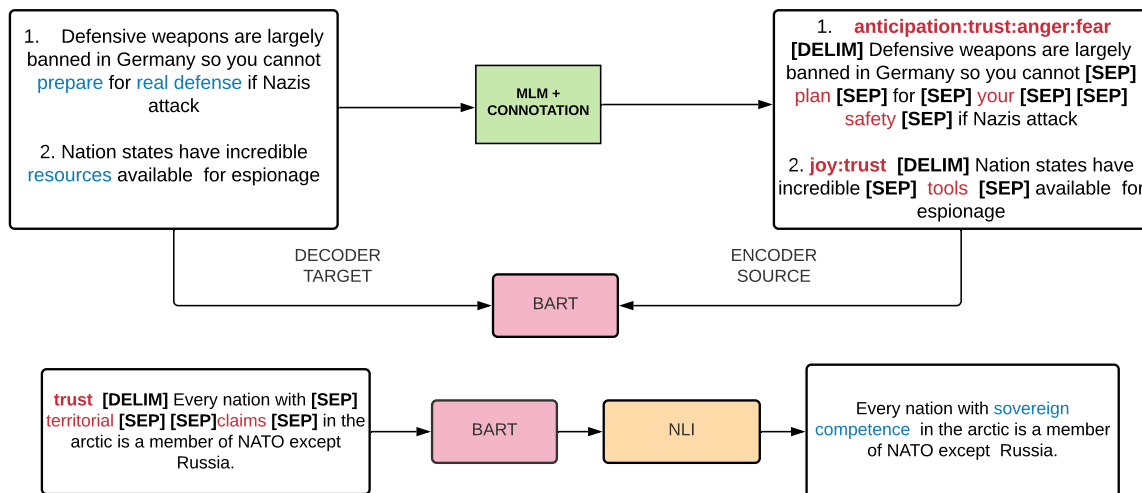 1. Defensive weapons are largely
banned in Germany so you cannot
prepare for real defense if Nazis
attack
2. Nation states have incredible
resources available for espionage
MLM +
CONNOTATION
1. anticipation:trust:anger:fear
[DELIM] Defensive weapons are largely
banned in Germany so you cannot [SEP]
plan [SEP] for [SEP] your [SEP] [SEP]
safety [SEP] if Nazis attack
2. joy:trust [DELIM] Nation states have
incredible [SEP] tools [SEP] available for
espionage
DECODER
TARGET
ENCODER
SOURCE
BART
trust [DELIM] Every nation with [SEP]
territorial [SEP] [SEP]claims [SEP] in the
arctic is a member of NATO except
Russia.
BART
NLI
Every nation with sovereign
competence in the arctic is a member
of NATO except Russia.